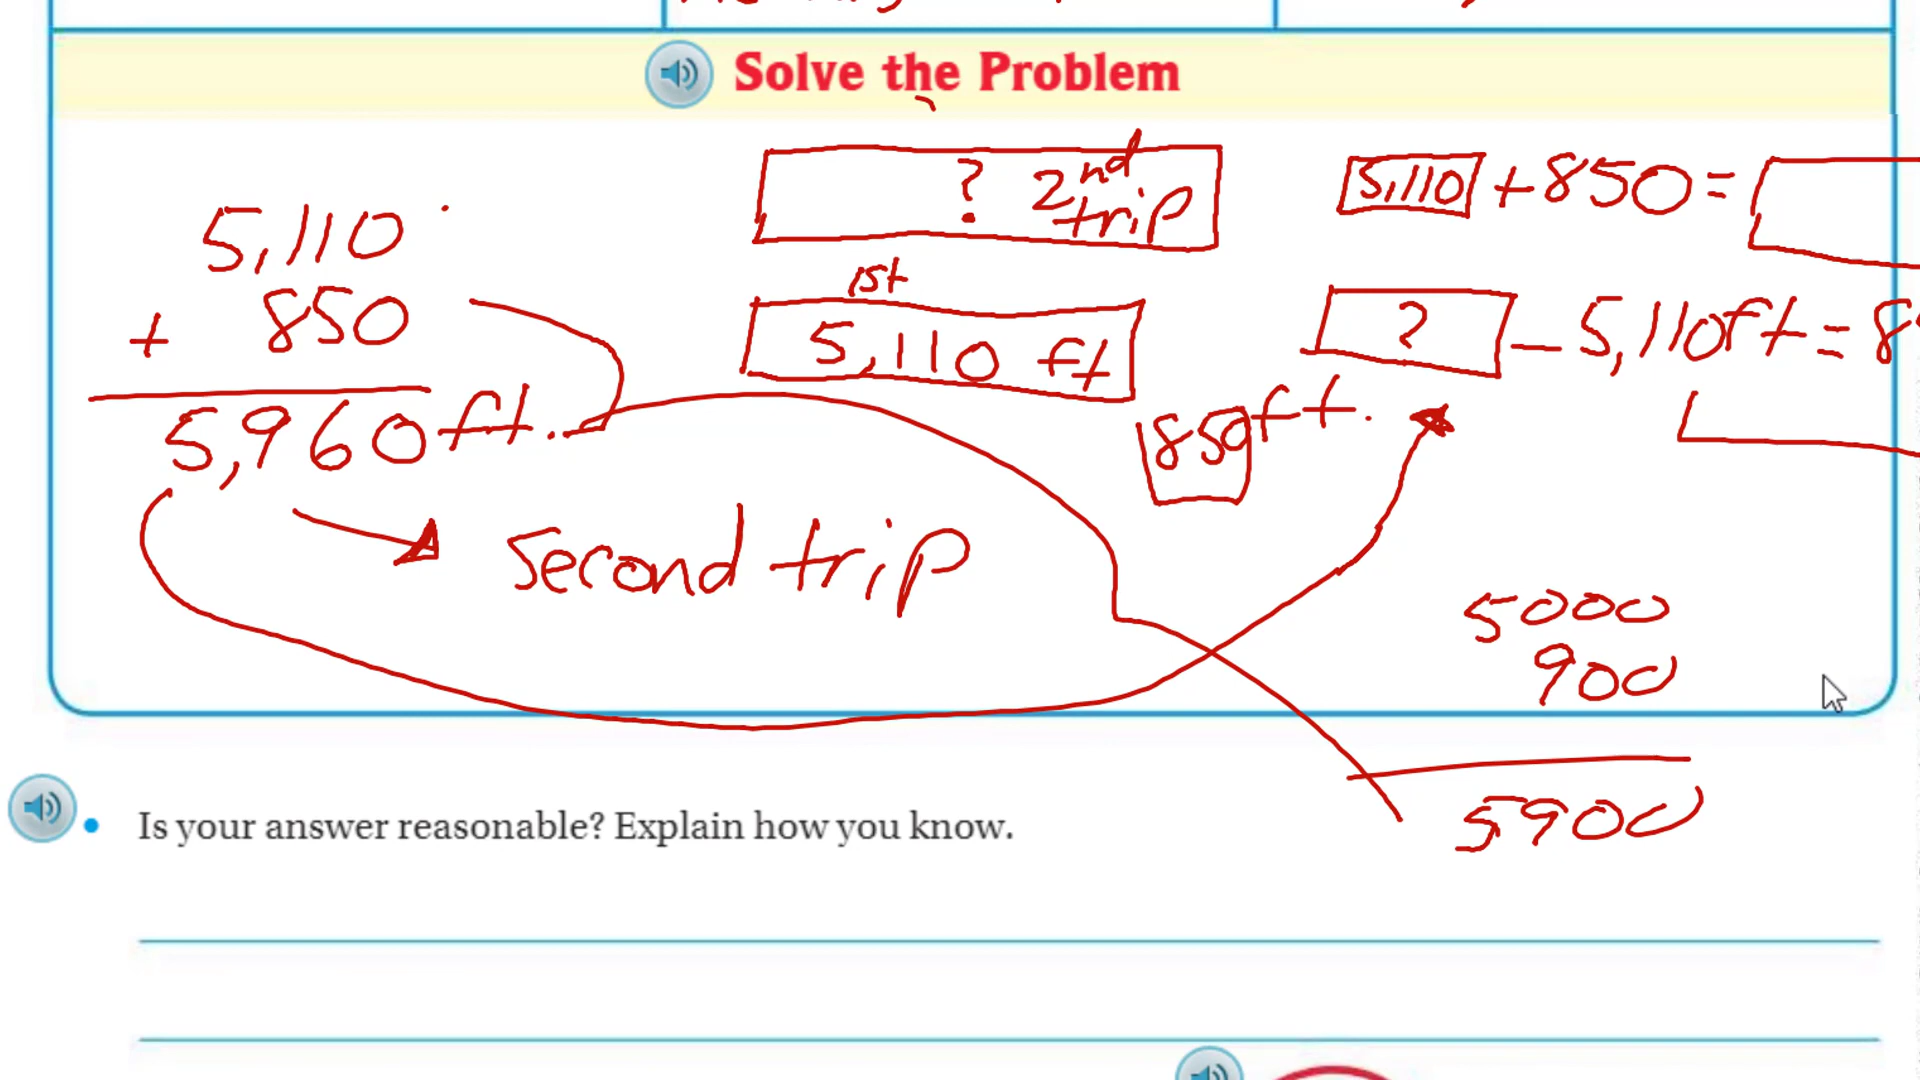 Solve the Problem
? 2nd trip
5,110 + 850 =
5,110
1st
+ 850
5,110 ft
? - 5,110 ft = 8
5,960 ft.
850 ft.
Second trip
5000
900
5900
• Is your answer reasonable? Explain how you know.